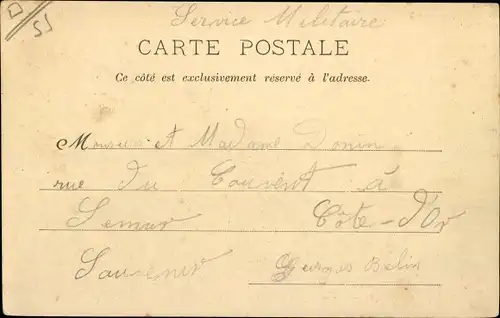 Service Militaire
CARTE POSTALE
Ce côté est exclusivement réservé à l'adresse.
Monsieur et Madame Donin
rue du Couvent à
Semur Côte-d'Or
Souvenir Georges Belin